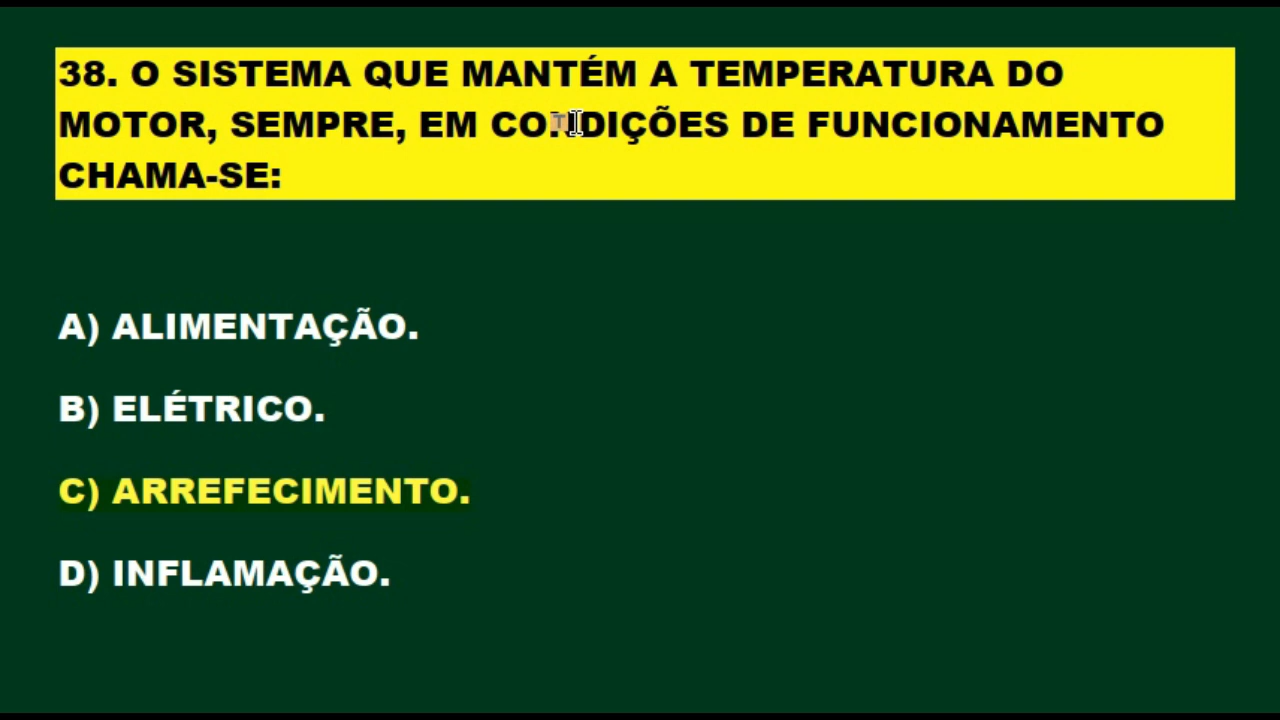 38. O SISTEMA QUE MANTÉM A TEMPERATURA DO
MOTOR, SEMPRE, EM CONDIÇÕES DE FUNCIONAMENTO
CHAMA-SE:
A) ALIMENTAÇÃO.
B) ELÉTRICO.
C) ARREFECIMENTO.
D) INFLAMAÇÃO.